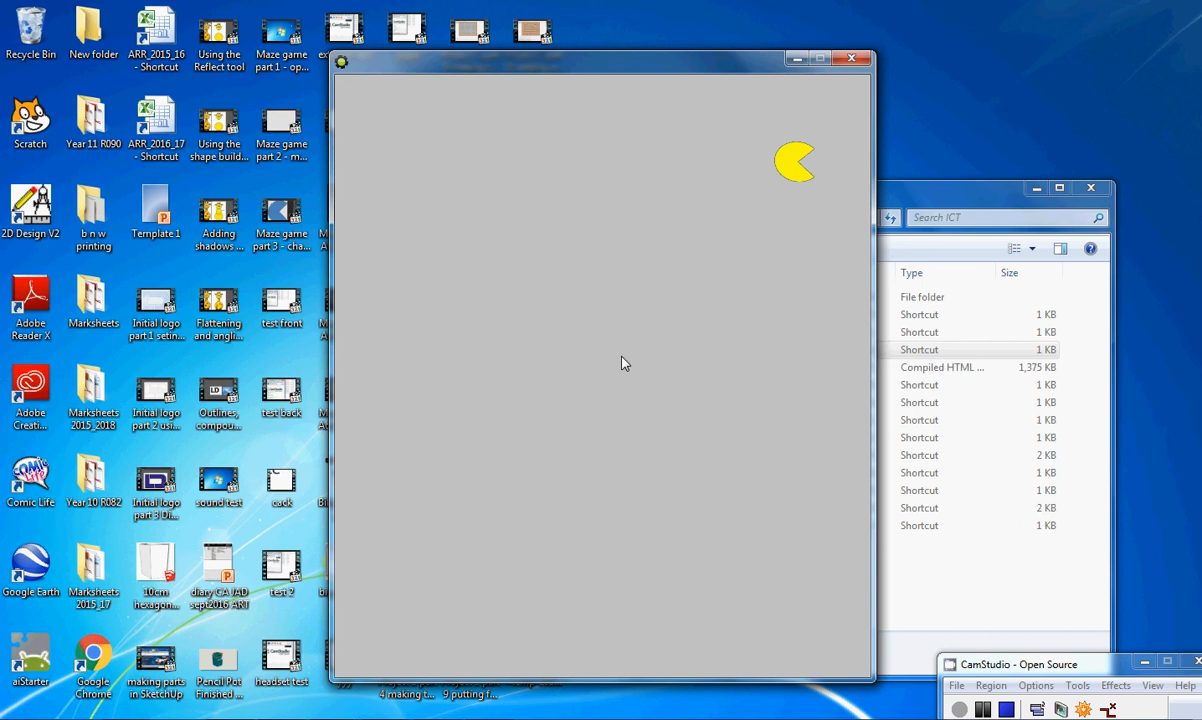 Recycle Bin
New folder
ARR_2015_16
- Shortcut
Using the
Reflect tool
Maze game
part 1 - op...
Scratch
Year 11 R090
ARR_2016_17
- Shortcut
Using the
shape build...
Maze game
part 2 - m...
2D Design V2
b n w
printing
Template1
Adding
shadows ...
Maze game
part 3 - cha...
Adobe
Reader X
Marksheets
Initial logo
part 1 setin...
Flattening
and angli...
test front
Adobe
Creati...
Marksheets
2015_2018
Initial logo
part 2 usi...
Outlines,
compou...
test back
Comic Life
Year 10 R082
Initial logo
part 3 Di...
sound test
cack
Google Earth
Marksheets
2015_17
10cm
hexagon...
diary CA JAD
sept2016 ART
test 2
aiStarter
Google
Chrome
making parts
in SketchUp
Pencil Pot
Finished ...
headset test
4 making t...
9 putting f...
Search ICT
Type Size
File folder
Shortcut 1 KB
Shortcut 1 KB
Shortcut 1 KB
Compiled HTML ... 1,375 KB
Shortcut 1 KB
Shortcut 1 KB
Shortcut 1 KB
Shortcut 1 KB
Shortcut 2 KB
Shortcut 1 KB
Shortcut 1 KB
Shortcut 2 KB
Shortcut 1 KB
CamStudio - Open Source
File Region Options Tools Effects View Help